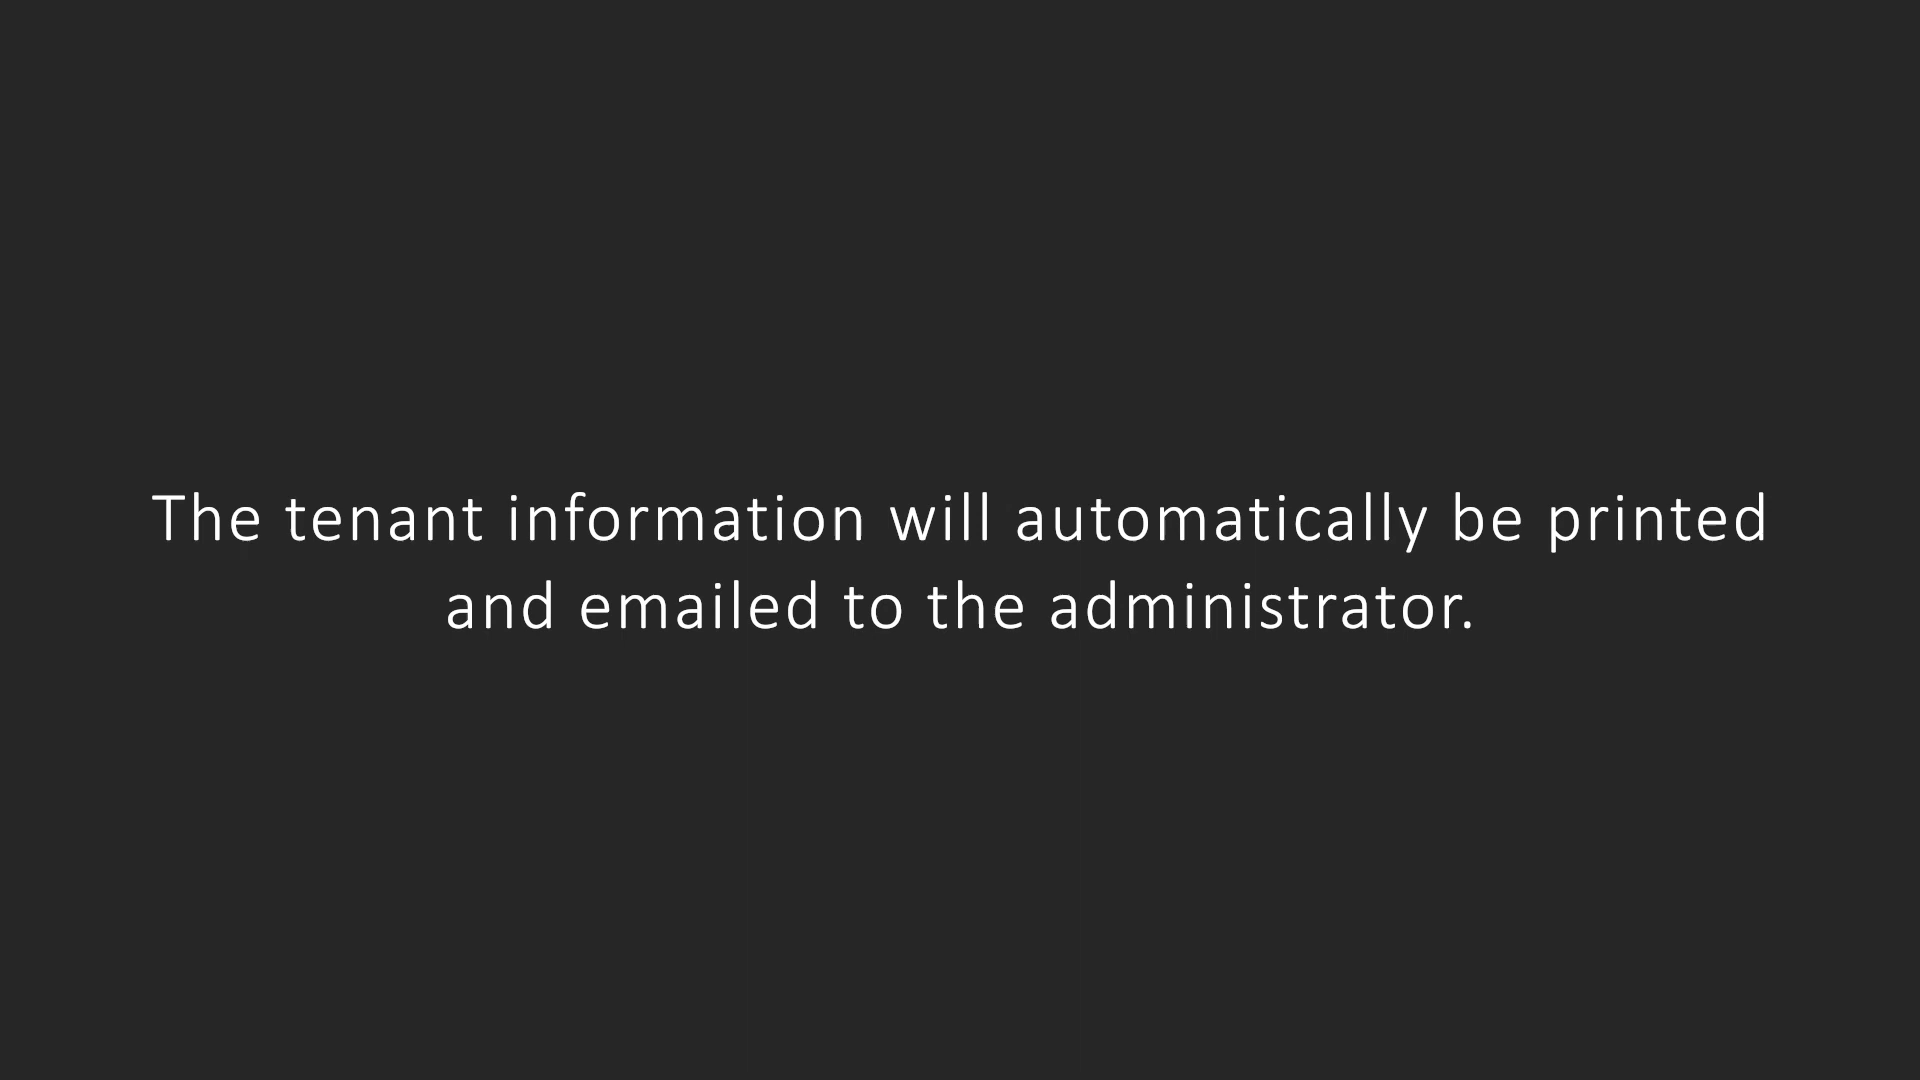 The tenant information will automatically be printed
and emailed to the administrator.